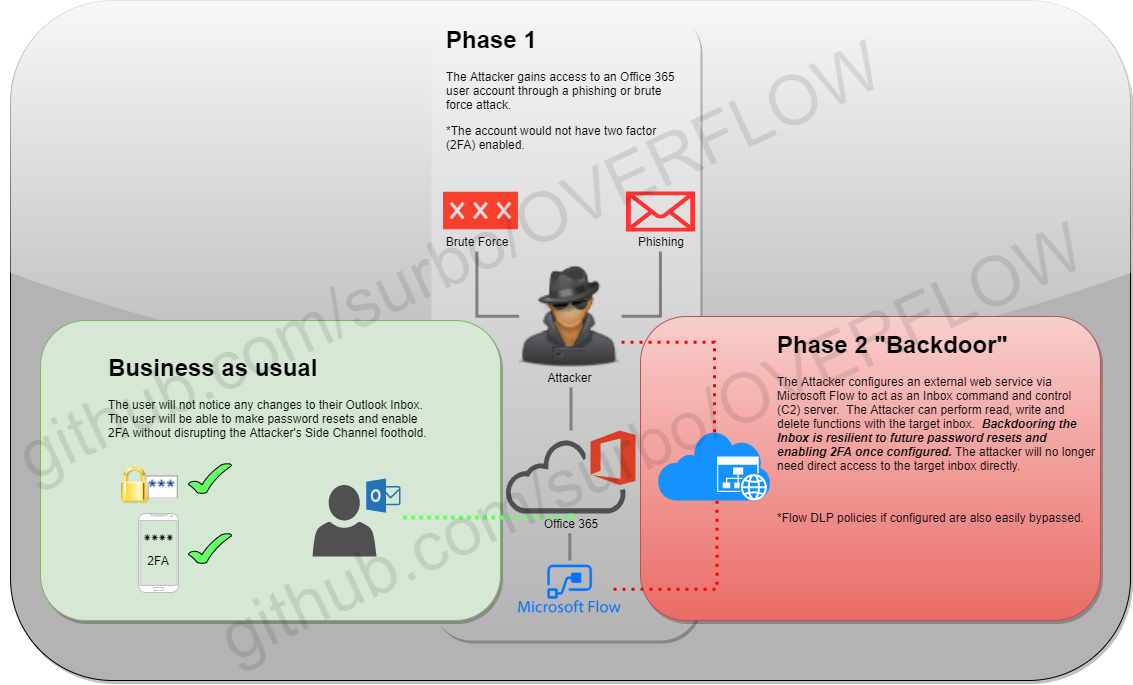 Phase 1
The Attacker gains access to an Office 365
user account through a phishing or brute
force attack.
*The account would not have two factor
(2FA) enabled.
××× 
Brute Force
Phishing
Attacker
Business as usual
The user will not notice any changes to their Outlook Inbox.
The user will be able to make password resets and enable
2FA without disrupting the Attacker's Side Channel foothold.
***
****
2FA
Office 365
Microsoft Flow
Phase 2 "Backdoor"
The Attacker configures an external web service via
Microsoft Flow to act as an Inbox command and control
(C2) server. The Attacker can perform read, write and
delete functions with the target inbox. Backdooring the
Inbox is resilient to future password resets and
enabling 2FA once configured. The attacker will no longer
need direct access to the target inbox directly.
*Flow DLP policies if configured are also easily bypassed.
github.com/surbo/OVERFLOW
github.com/surbo/OVERFLOW